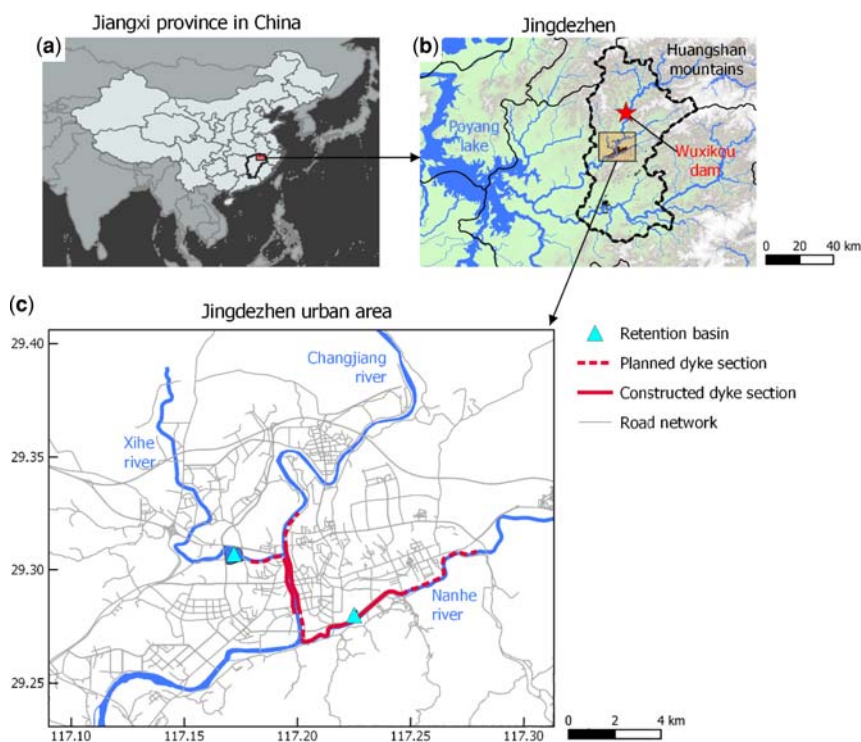 Jiangxi province in China
(a)
Jingdezhen
(b)
Huangshan
mountains
Poyang
lake
Wuxikou
dam
0 20 40 km
(c)
Jingdezhen urban area
29.40
29.35
29.30
29.25
117.10 117.15 117.20 117.25 117.30
Changjiang
river
Xihe
river
Nanhe
river
Retention basin
Planned dyke section
Constructed dyke section
Road network
0 2 4 km